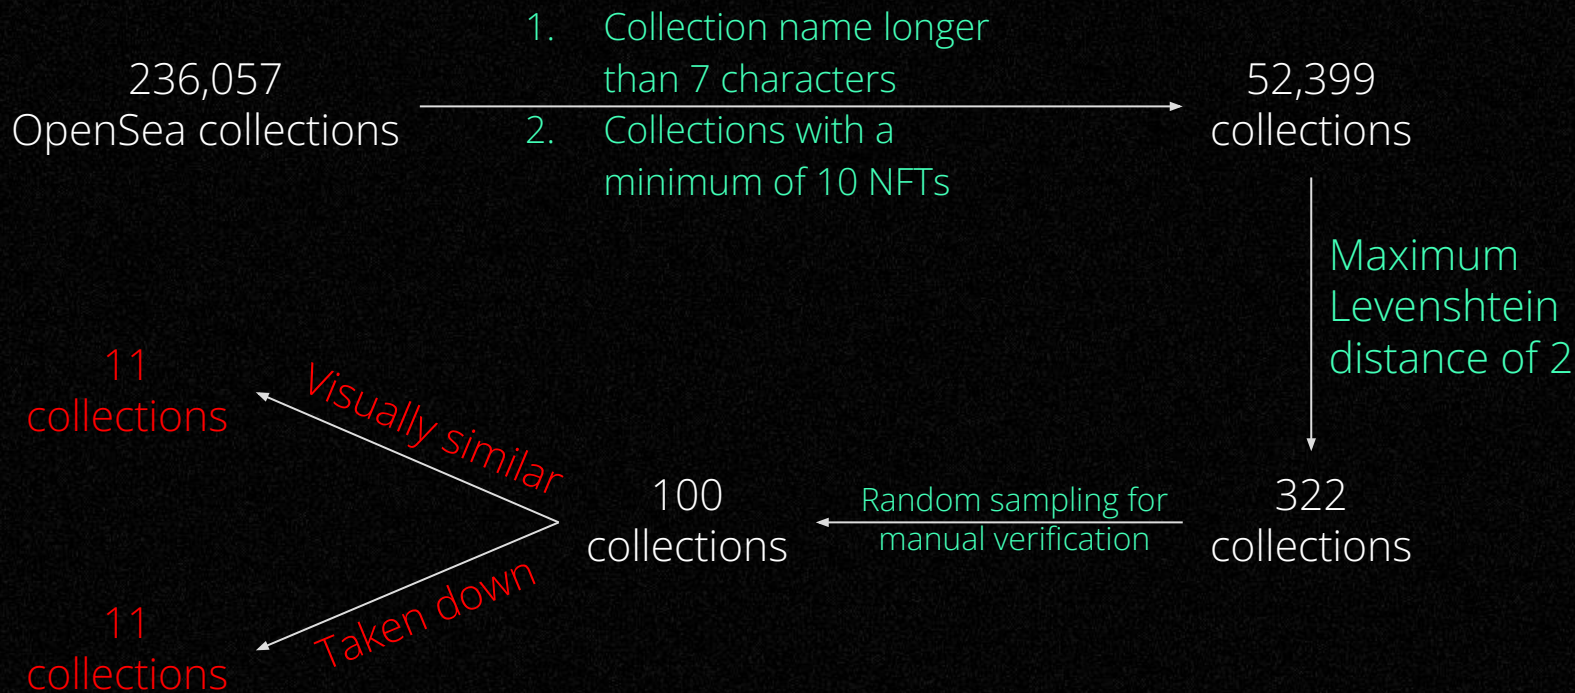 236,057
OpenSea collections
1. Collection name longer
than 7 characters
2. Collections with a
minimum of 10 NFTs
52,399
collections
Maximum
Levenshtein
distance of 2
322
collections
Random sampling for
manual verification
100
collections
Visually similar
11
collections
Taken down
11
collections